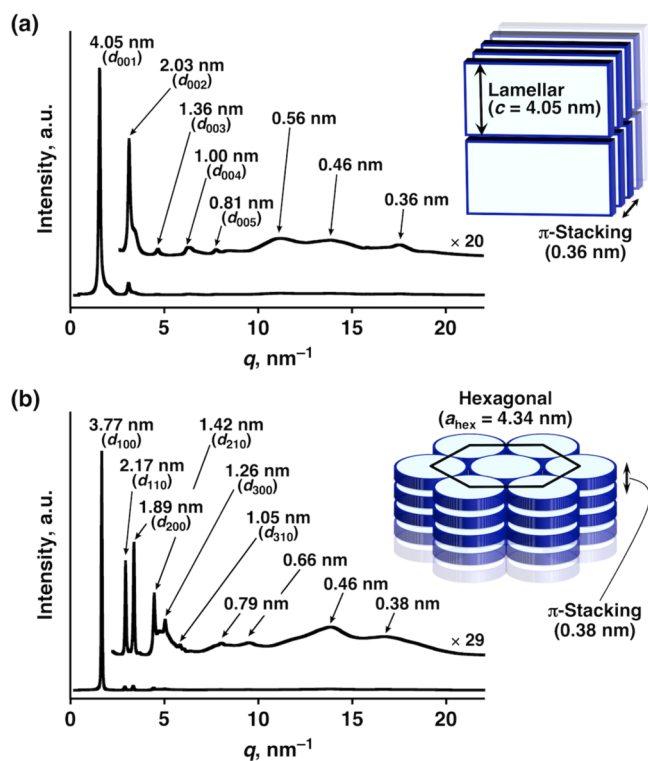 (a)
4.05 nm
(d001)
2.03 nm
(d002)
1.36 nm
(d003)
1.00 nm
(d004)
0.81 nm
(d005)
0.56 nm
0.46 nm
0.36 nm
× 20
Intensity, a.u.
0 5 10 15 20
q, nm–1
Lamellar
(c = 4.05 nm)
π-Stacking
(0.36 nm)
(b)
3.77 nm
(d100)
2.17 nm
(d110)
1.89 nm
(d200)
1.42 nm
(d210)
1.26 nm
(d300)
1.05 nm
(d310)
0.79 nm
0.66 nm
0.46 nm
0.38 nm
× 29
Intensity, a.u.
0 5 10 15 20
q, nm–1
Hexagonal
(ahex = 4.34 nm)
π-Stacking
(0.38 nm)